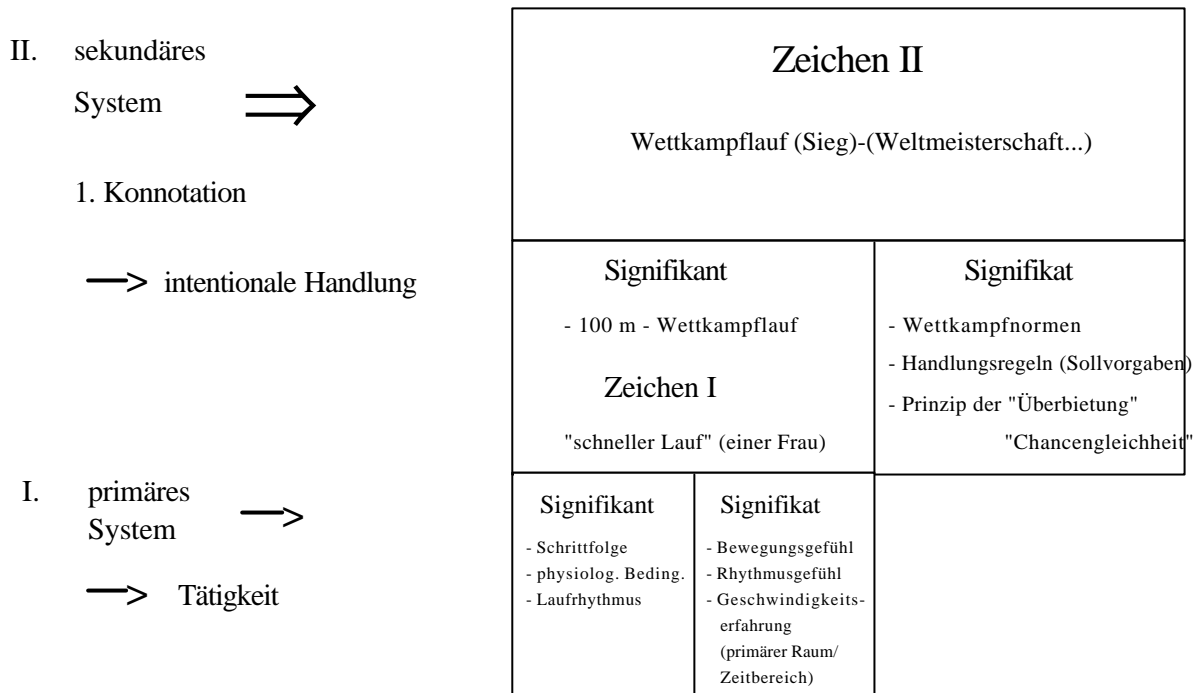 II. sekundäres
System
1. Konnotation
intentionale Handlung
Zeichen II
Wettkampflauf (Sieg)-(Weltmeisterschaft...)
Signifikant
- 100 m - Wettkampflauf
Zeichen I
"schneller Lauf" (einer Frau)
Signifikat
- Wettkampfnormen
- Handlungsregeln (Sollvorgaben)
- Prinzip der "Überbietung"
"Chancengleichheit"
I. primäres
System
Tätigkeit
Signifikant
- Schrittfolge
- physiolog. Beding.
- Laufrhythmus
Signifikat
- Bewegungsgefühl
- Rhythmusgefühl
- Geschwindigkeits-
erfahrung
(primärer Raum/
Zeitbereich)